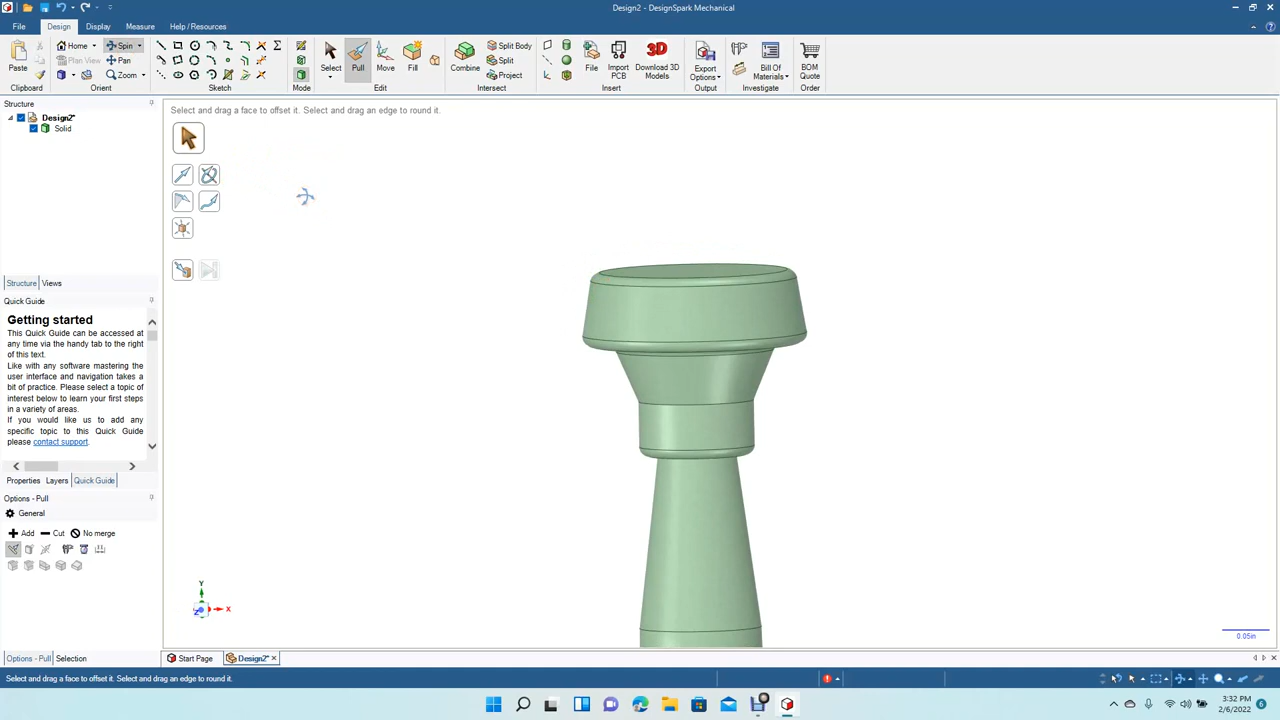 Design2 - DesignSpark Mechanical
File Design Display Measure Help / Resources
Paste
Clipboard
Home
Plan View
Spin
Pan
Zoom
Orient
Sketch
Mode
Select
Pull
Move
Fill
Edit
Combine
Split Body
Split
Project
Intersect
File
Import PCB
Download 3D Models
Insert
Export Options
Output
Bill Of Materials
Investigate
BOM Quote
Order
Structure
Design2*
Solid
Select and drag a face to offset it. Select and drag an edge to round it.
Structure Views
Quick Guide
Getting started
This Quick Guide can be accessed at
any time via the handy tab to the right
of this text.
Like with any software mastering the
user interface and navigation takes a
bit of practice. Please select a topic of
interest below to learn your first steps
in a variety of areas.
If you would like us to add any
specific topic to this Quick Guide
please contact support.
Properties Layers Quick Guide
Options - Pull
General
Add Cut No merge
Y
X
Z
0.05in
Options - Pull Selection
Start Page Design2*
Select and drag a face to offset it. Select and drag an edge to round it.
3:32 PM
2/6/2022
6